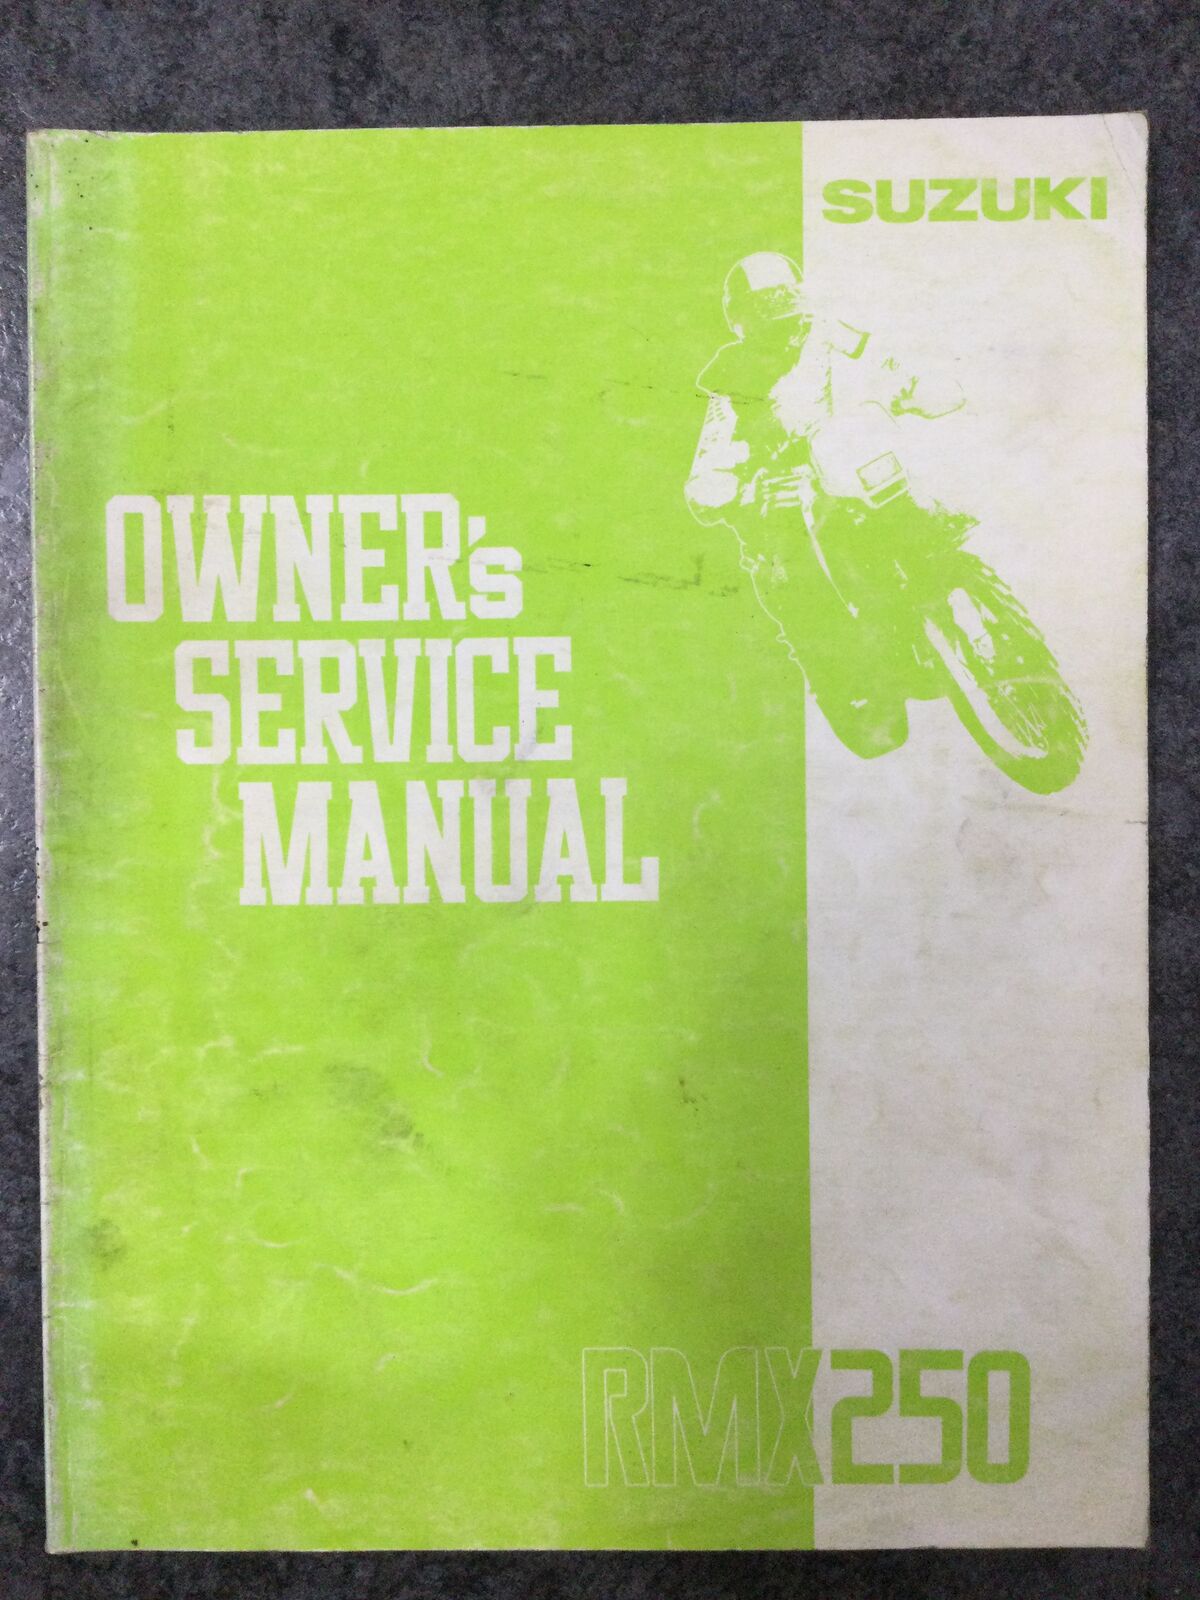 SUZUKI
OWNER's
SERVICE
MANUAL
RMX250